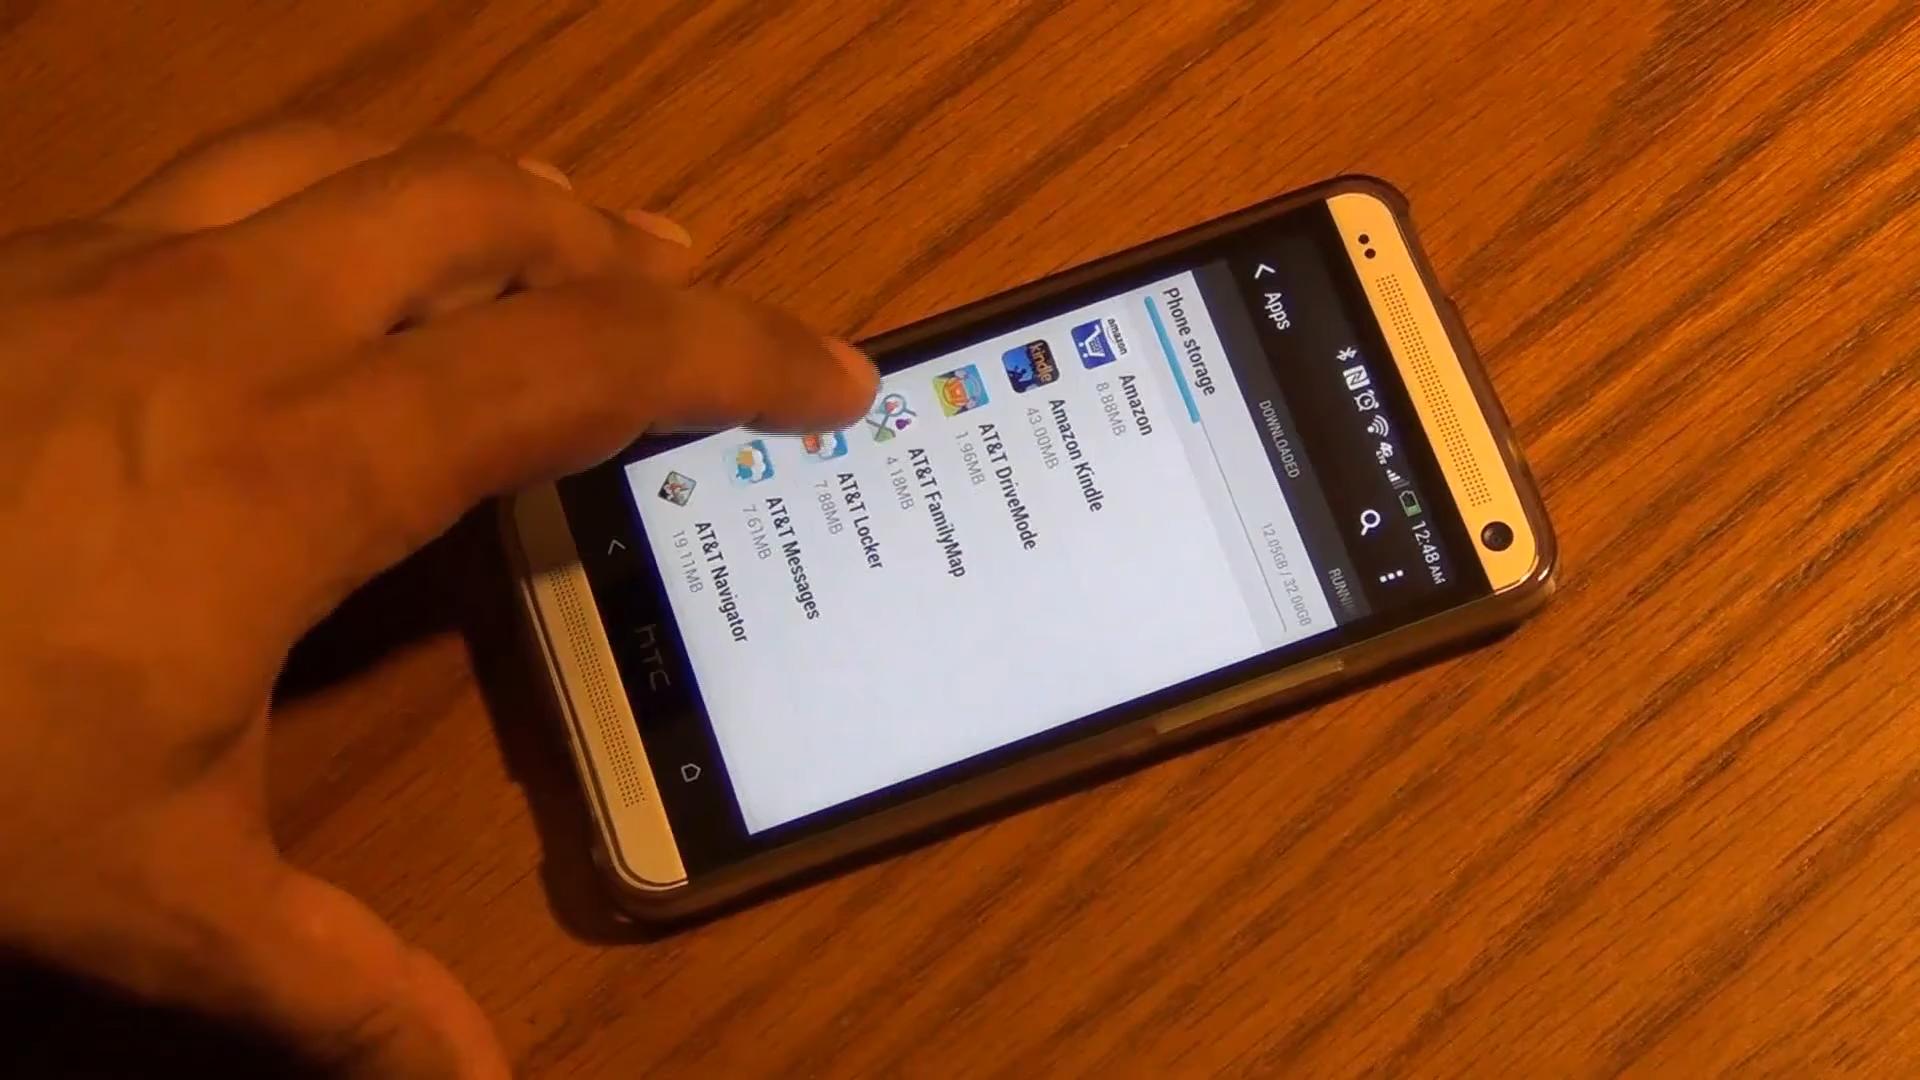 12:48 AM
Apps
DOWNLOADED
RUNNI
Phone storage
12.05GB / 32.00GB
amazon
Amazon
8.88MB
kindle
Amazon Kindle
43.00MB
AT&T DriveMode
1.96MB
AT&T FamilyMap
4.18MB
AT&T Locker
7.88MB
AT&T Messages
7.61MB
AT&T Navigator
19.11MB
hTC